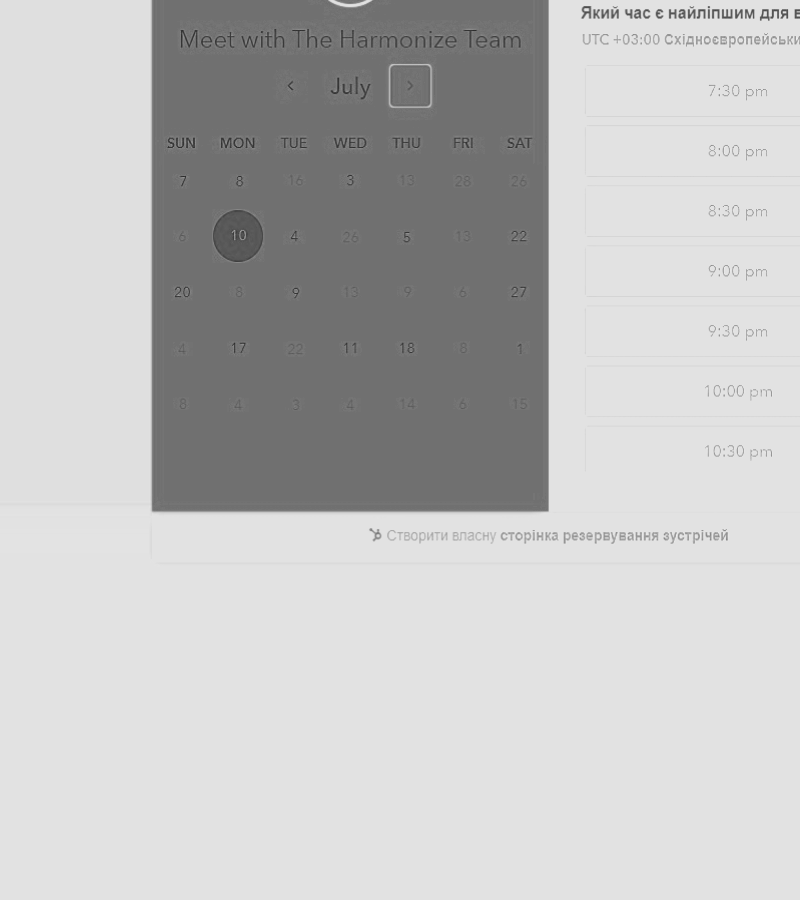 Meet with The Harmonize Team
July
SUN MON TUE WED THU FRI SAT
7 8 16 3 13 28 26
6 10 4 26 5 13 22
20 8 9 13 9 6 27
4 17 22 11 18 8 1
8 4 3 4 14 6 15
Який час є найліпшим для
UTC +03:00
7:30 pm
8:00 pm
8:30 pm
9:00 pm
9:30 pm
10:00 pm
10:30 pm
Створити власну сторінка резервування зустрічей